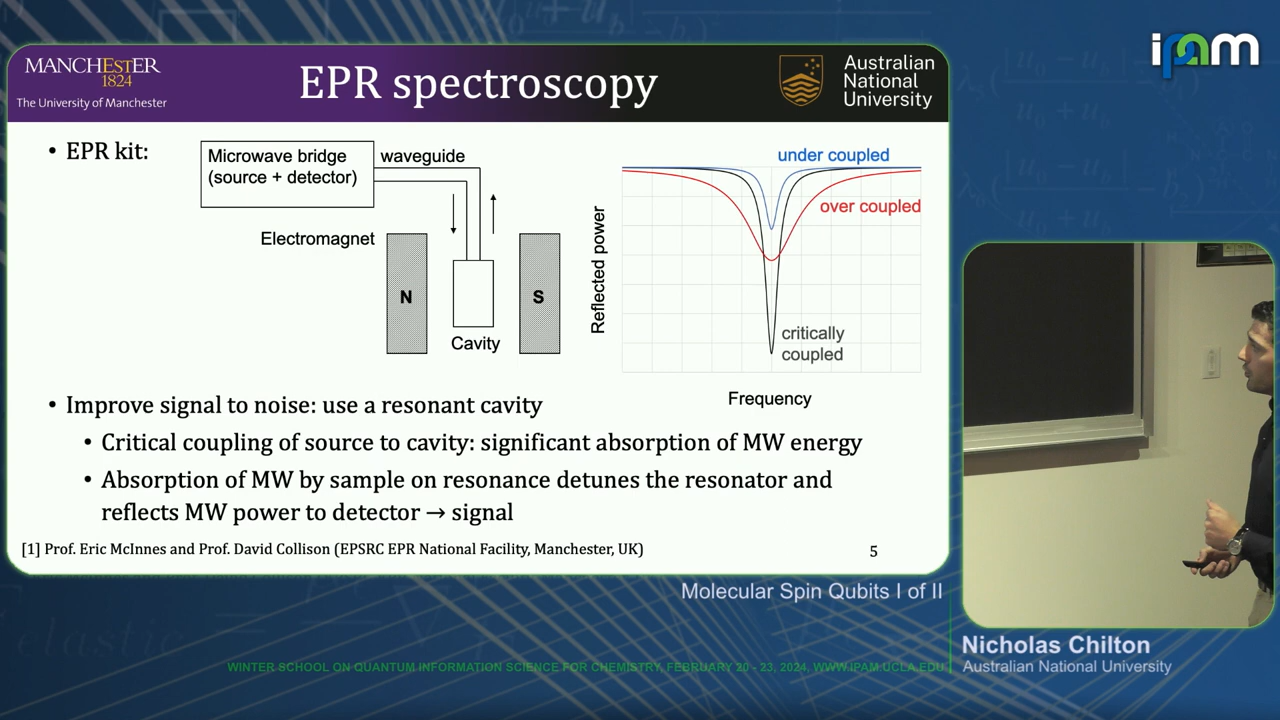 MANCHESTER
1824
The University of Manchester
EPR spectroscopy
Australian
National
University
ipam
• EPR kit:
Microwave bridge
(source + detector)
waveguide
Electromagnet
N
S
Cavity
under coupled
over coupled
Reflected power
critically
coupled
Frequency
• Improve signal to noise: use a resonant cavity
• Critical coupling of source to cavity: significant absorption of MW energy
• Absorption of MW by sample on resonance detunes the resonator and
reflects MW power to detector → signal
[1] Prof. Eric McInnes and Prof. David Collison (EPSRC EPR National Facility, Manchester, UK)
5
Molecular Spin Qubits I of II
Nicholas Chilton
Australian National University
WINTER SCHOOL ON QUANTUM INFORMATION SCIENCE FOR CHEMISTRY, FEBRUARY 20 - 23, 2024, WWW.IPAM.UCLA.EDU
elastic